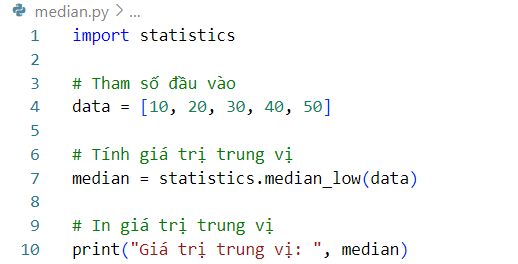 median.py > ...
1 import statistics
2
3 # Tham số đầu vào
4 data = [10, 20, 30, 40, 50]
5
6 # Tính giá trị trung vị
7 median = statistics.median_low(data)
8
9 # In giá trị trung vị
10 print("Giá trị trung vị: ", median)